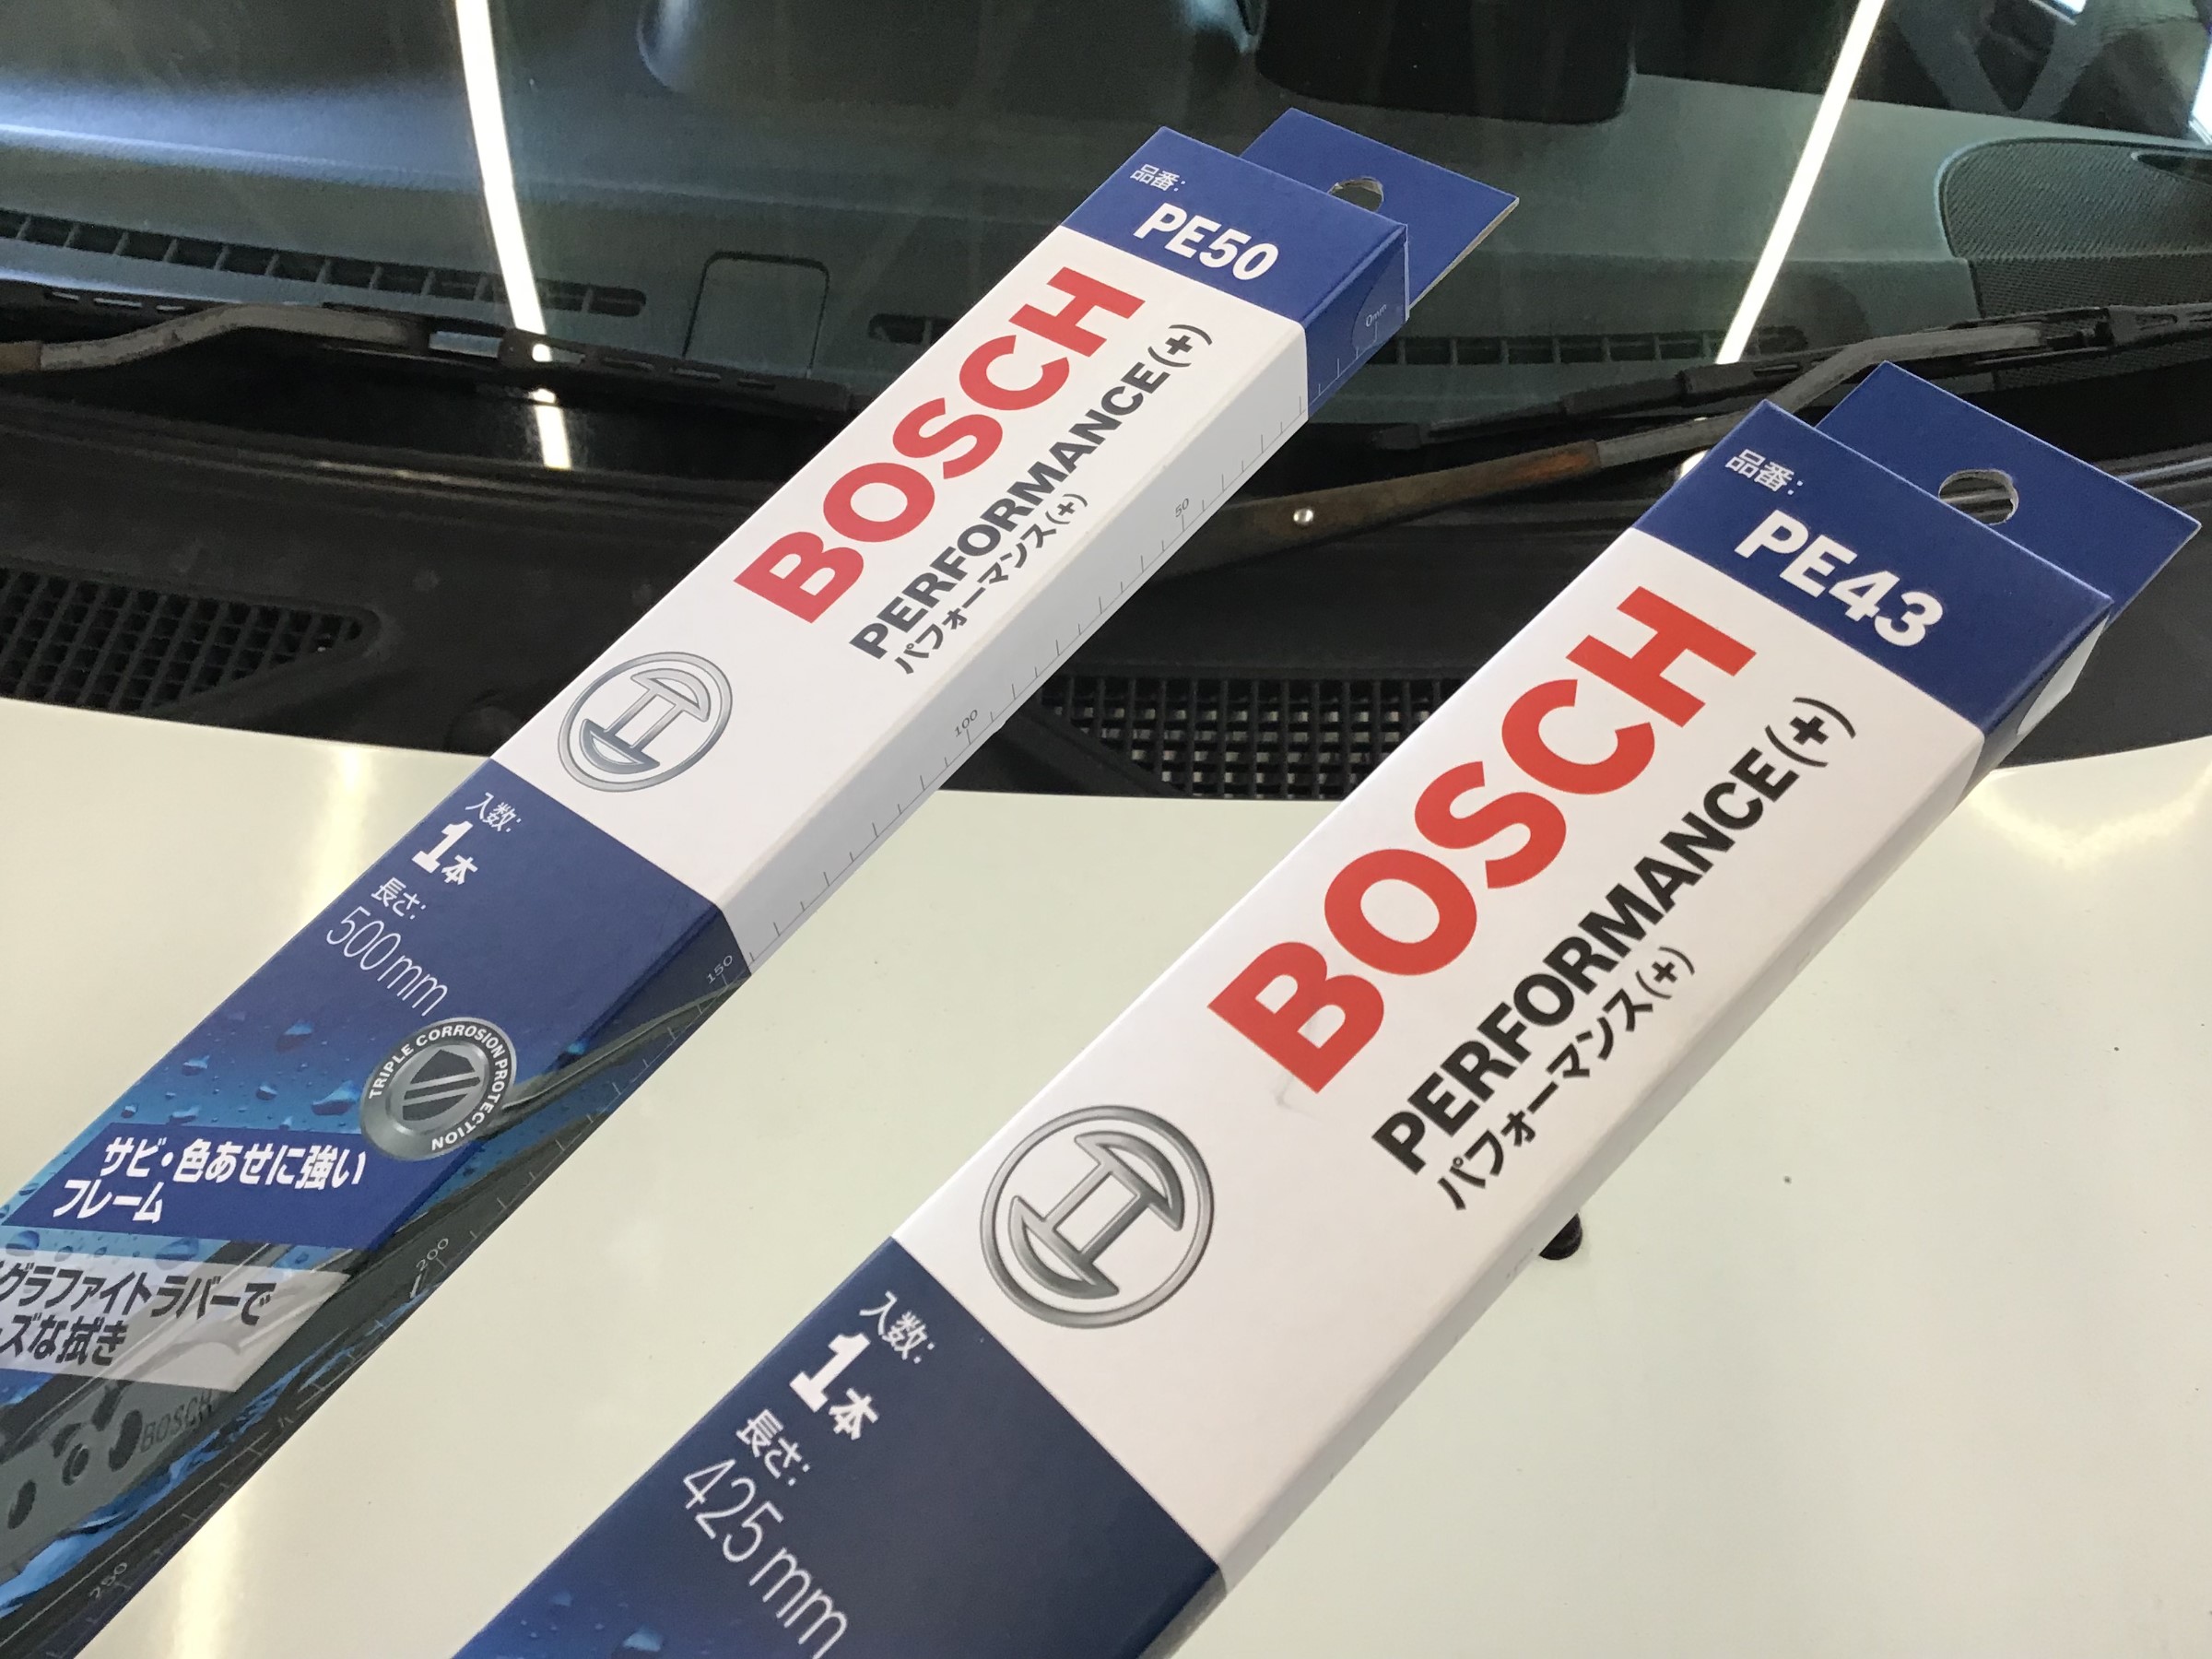 品番:
PE50
BOSCH
PERFORMANCE(+)
パフォーマンス(+)
0mm
50
100
150
200
250
入数:
1本
長さ:
500mm
TRIPLE CORROSION PROTECTION
サビ・色あせに強い
フレーム
グラファイトラバーで
ズな拭き
BOSCH
品番:
PE43
BOSCH
PERFORMANCE(+)
パフォーマンス(+)
入数:
1本
長さ:
425mm